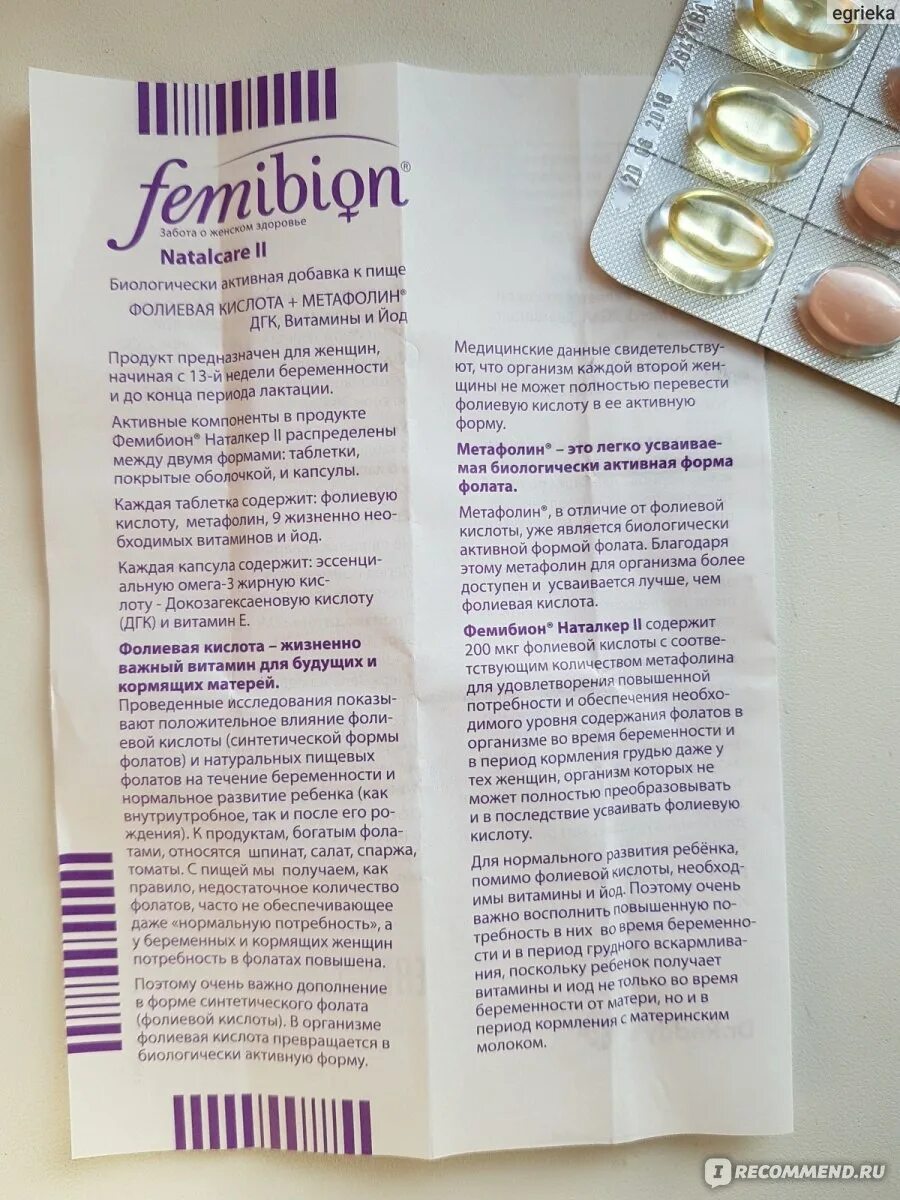 egrieka
20 06 2018 282178BA
femibion®
Забота о женском здоровье
Natalcare II
Биологически активная добавка к пище
ФОЛИЕВАЯ КИСЛОТА + МЕТАФОЛИН®
ДГК, Витамины и Йод
Продукт предназначен для женщин,
начиная с 13-й недели беременности
и до конца периода лактации.
Активные компоненты в продукте
Фемибион® Наталкер II распределены
между двумя формами: таблетки,
покрытые оболочкой, и капсулы.
Каждая таблетка содержит: фолиевую
кислоту, метафолин, 9 жизненно нео-
бходимых витаминов и йод.
Каждая капсула содержит: эссенци-
альную омега-3 жирную кис-
лоту - Докозагексаеновую кислоту
(ДГК) и витамин Е.
Фолиевая кислота – жизненно
важный витамин для будущих и
кормящих матерей.
Проведенные исследования показы-
вают положительное влияние фоли-
евой кислоты (синтетической формы
фолатов) и натуральных пищевых
фолатов на течение беременности и
нормальное развитие ребенка (как
внутриутробное, так и после его ро-
ждения). К продуктам, богатым фола-
тами, относятся шпинат, салат, спаржа,
томаты. С пищей мы получаем, как
правило, недостаточное количество
фолатов, часто не обеспечивающее
даже «нормальную потребность», а
у беременных и кормящих женщин
потребность в фолатах повышена.
Поэтому очень важно дополнение
в форме синтетического фолата
(фолиевой кислоты). В организме
фолиевая кислота превращается в
биологически активную форму.
Медицинские данные свидетельству-
ют, что организм каждой второй жен-
щины не может полностью перевести
фолиевую кислоту в ее активную
форму.
Метафолин® – это легко усваивае-
мая биологически активная форма
фолата.
Метафолин®, в отличие от фолиевой
кислоты, уже является биологически
активной формой фолата. Благодаря
этому метафолин для организма более
доступен и усваивается лучше, чем
фолиевая кислота.
Фемибион® Наталкер II содержит
200 мкг фолиевой кислоты с соответ-
тствующим количеством метафолина
для удовлетворения повышенной
потребности и обеспечения необхо-
димого уровня содержания фолатов в
организме во время беременности и
в период кормления грудью даже у
тех женщин, организм которых не
может полностью преобразовывать
и в последствие усваивать фолиевую
кислоту.
Для нормального развития ребёнка,
помимо фолиевой кислоты, необход-
имы витамины и йод. Поэтому очень
важно восполнить повышенную по-
требность в них во время беременно-
сти и в период грудного вскармлива-
ния, поскольку ребенок получает
витамины и иод не только во время
беременности от матери, но и в
период кормления с материнским
молоком.
IRECOMMEND.RU